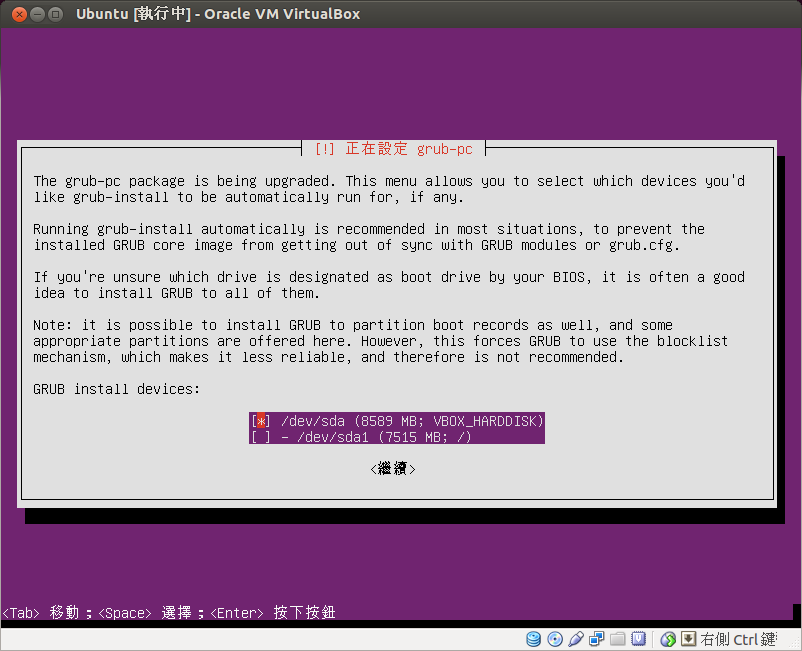 Ubuntu [執行中] - Oracle VM VirtualBox
[!] 正在設定 grub-pc
The grub-pc package is being upgraded. This menu allows you to select which devices you'd
like grub-install to be automatically run for, if any.
Running grub-install automatically is recommended in most situations, to prevent the
installed GRUB core image from getting out of sync with GRUB modules or grub.cfg.
If you're unsure which drive is designated as boot drive by your BIOS, it is often a good
idea to install GRUB to all of them.
Note: it is possible to install GRUB to partition boot records as well, and some
appropriate partitions are offered here. However, this forces GRUB to use the blocklist
mechanism, which makes it less reliable, and therefore is not recommended.
GRUB install devices:
[*] /dev/sda (8589 MB; VBOX_HARDDISK)
[ ] - /dev/sda1 (7515 MB; /)
<繼續>
<Tab> 移動；<Space> 選擇；<Enter> 按下按鈕
右側 Ctrl 鍵